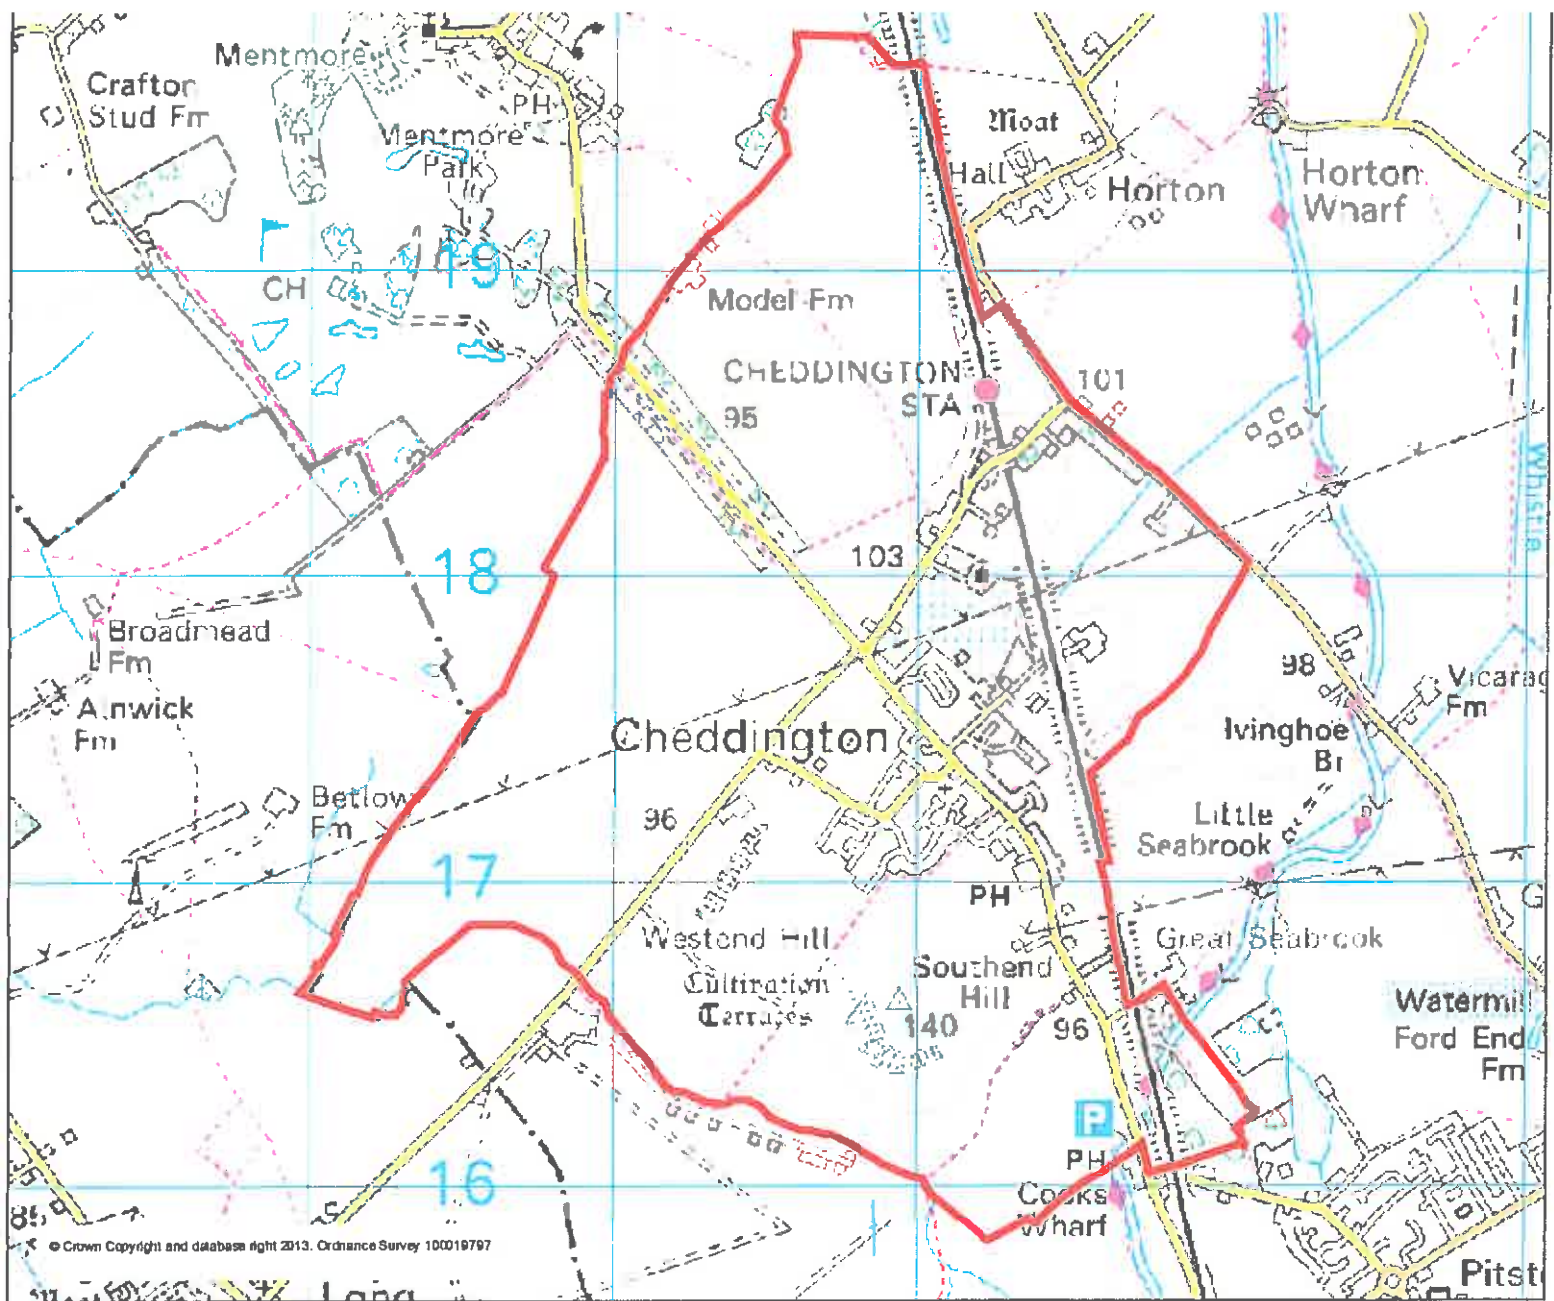 Mentmore
Crafton
Stud Fm
PH
Mentmore
Park
Moat
Hall
Horton
Horton
Wharf
19
CH
Model Fm
CHEDDINGTON
STA
95
101
Whistle
103
18
Broadmead
Fm
98
Vicarag
Fm
Alnwick
Fm
Ivinghoe
Br
Cheddington
Betlow
Fm
96
Little
Seabrook
17
PH
G
Westend Hill
Great Seabrook
Cultivation
Terraces
Southend
Hill
140
96
Watermill
Ford End
Fm
P
PH
16
Cooks
Wharf
85
© Crown Copyright and database right 2013. Ordnance Survey 100019797
Pitst
Long